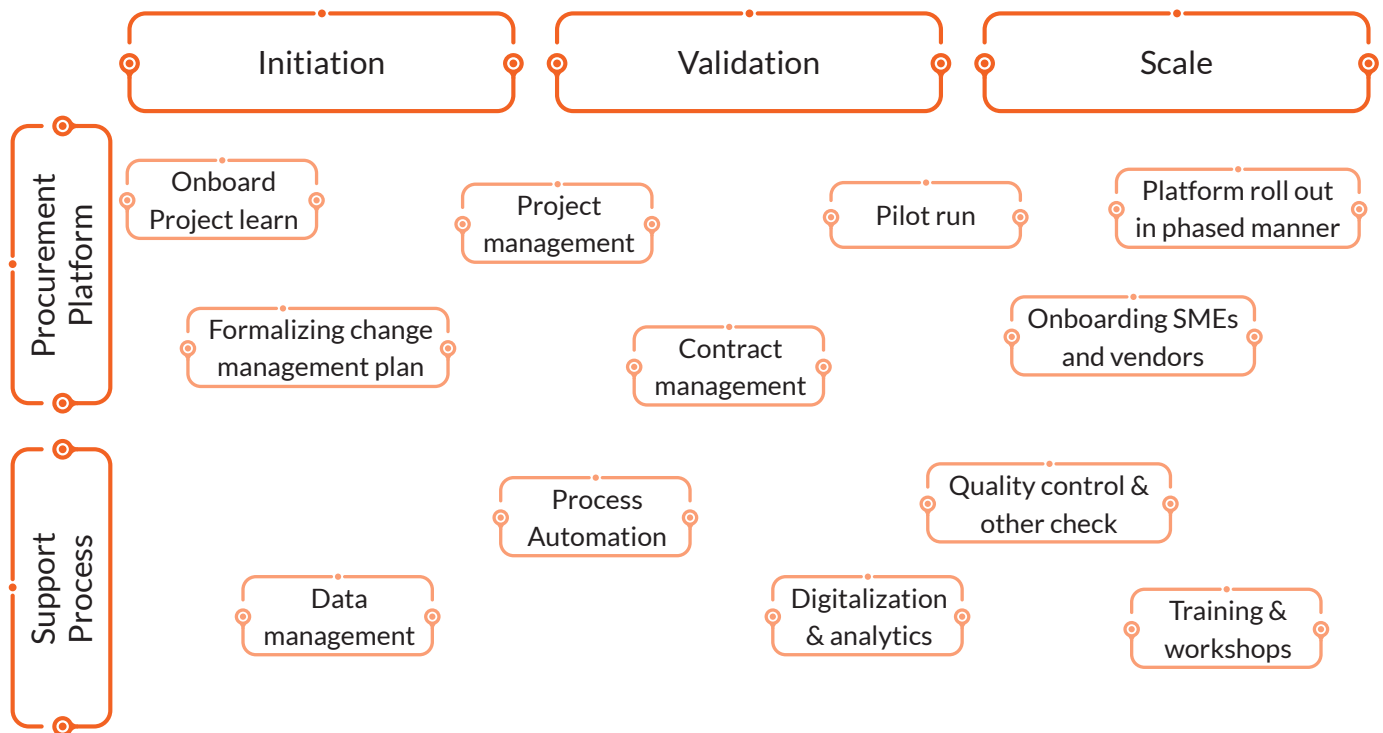 Initiation
Validation
Scale
Procurement
Platform
Onboard
Project learn
Project
management
Pilot run
Platform roll out
in phased manner
Formalizing change
management plan
Contract
management
Onboarding SMEs
and vendors
Support
Process
Process
Automation
Quality control &
other check
Data
management
Digitalization
& analytics
Training &
workshops